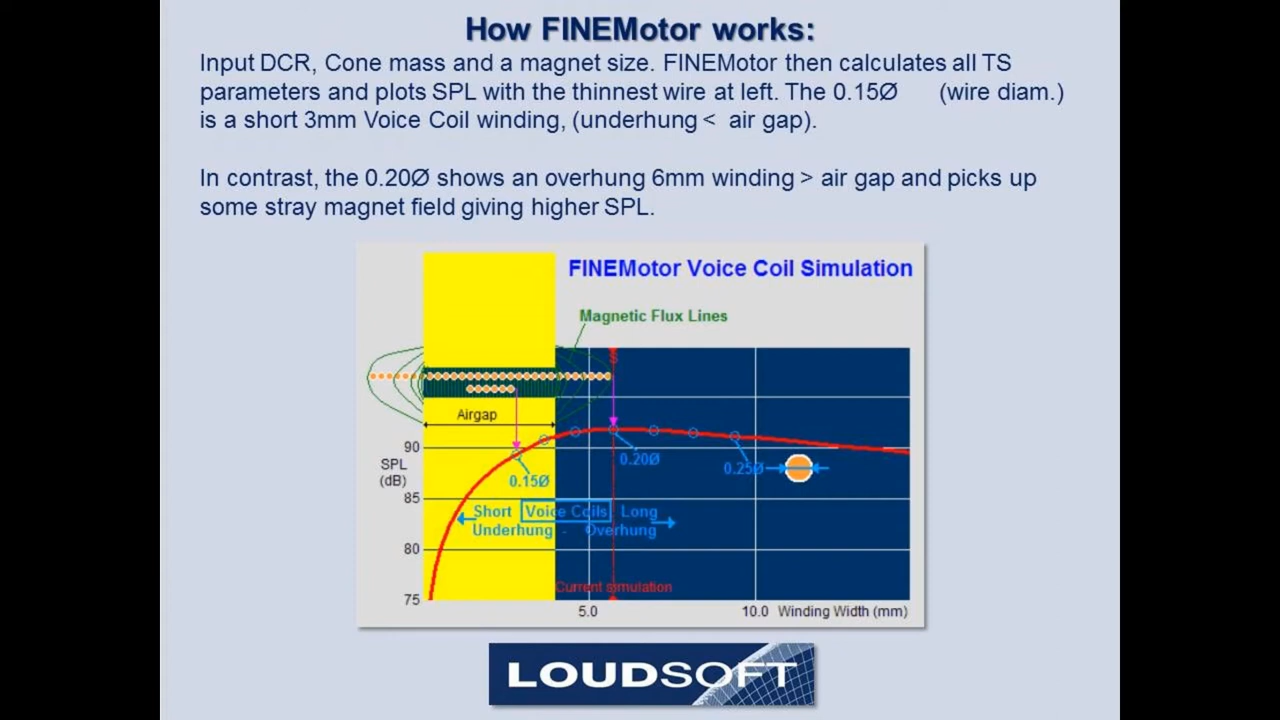 How FINEMotor works:
Input DCR, Cone mass and a magnet size. FINEMotor then calculates all TS
parameters and plots SPL with the thinnest wire at left. The 0.15Ø (wire diam.)
is a short 3mm Voice Coil winding, (underhung < air gap).
In contrast, the 0.20Ø shows an overhung 6mm winding > air gap and picks up
some stray magnet field giving higher SPL.
FINEMotor Voice Coil Simulation
Magnetic Flux Lines
S
Airgap
90
SPL
(dB)
0.15Ø
0.20Ø
0.25Ø
85
Short Voice Coils Long
Underhung - Overhung
80
Current simulation
75
5.0
10.0 Winding Width (mm)
LOUDSOFT